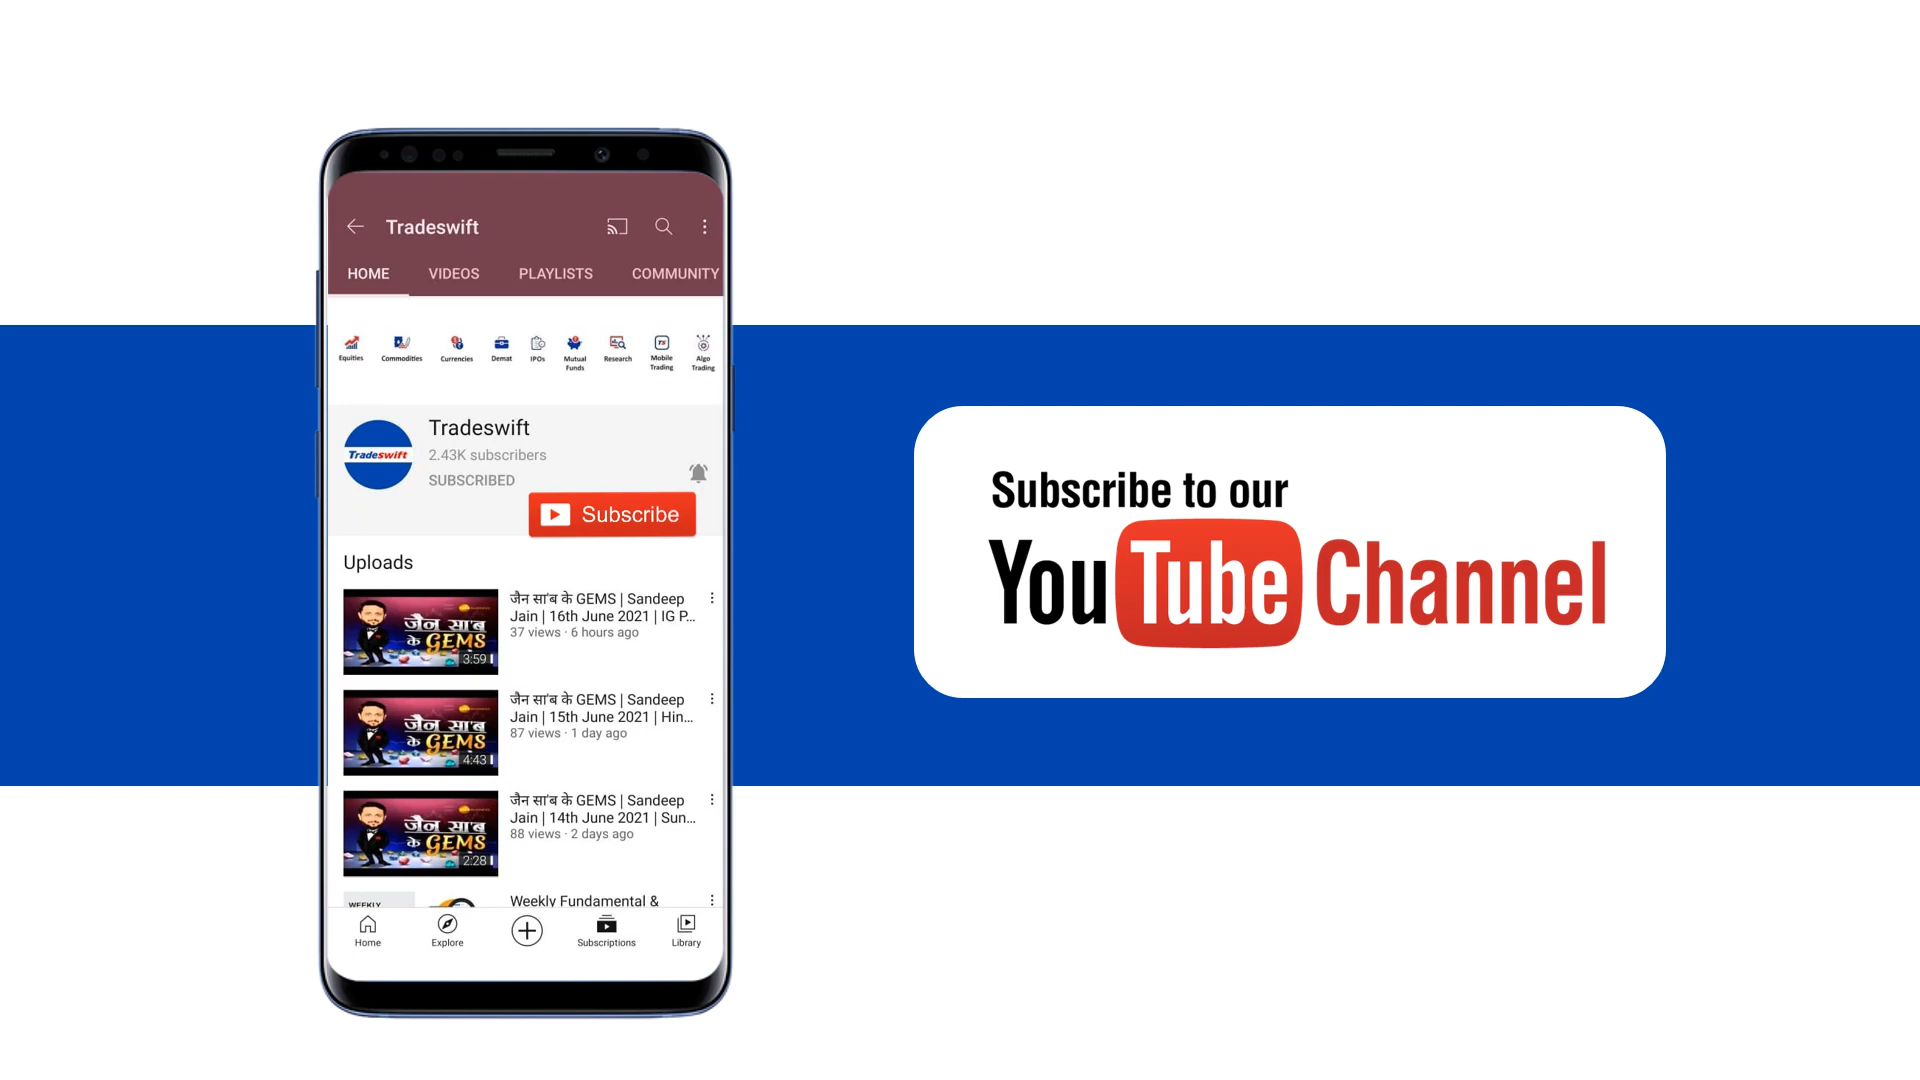 Tradeswift
HOME VIDEOS PLAYLISTS COMMUNITY
Equities Commodities Currencies Demat IPOs Mutual Funds Research Mobile Trading Algo Trading
Tradeswift
Tradeswift
2.43K subscribers
SUBSCRIBED
Subscribe
Uploads
जैन सा'ब के GEMS
3:59
जैन सा'ब के GEMS | Sandeep
Jain | 16th June 2021 | IG P...
37 views · 6 hours ago
जैन सा'ब के GEMS
4:43
जैन सा'ब के GEMS | Sandeep
Jain | 15th June 2021 | Hin...
87 views · 1 day ago
जैन सा'ब के GEMS
2:28
जैन सा'ब के GEMS | Sandeep
Jain | 14th June 2021 | Sun...
88 views · 2 days ago
WEEKLY
Weekly Fundamental &
Home Explore Subscriptions Library
Subscribe to our
YouTube Channel